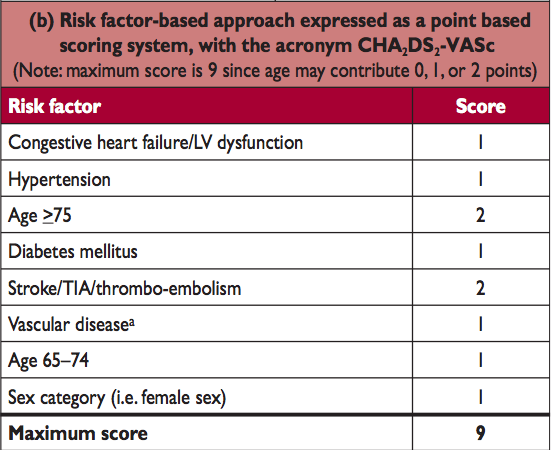 (b) Risk factor-based approach expressed as a point based
scoring system, with the acronym CHA₂DS₂-VASc
(Note: maximum score is 9 since age may contribute 0, 1, or 2 points)
Risk factor Score
Congestive heart failure/LV dysfunction 1
Hypertension 1
Age ≥75 2
Diabetes mellitus 1
Stroke/TIA/thrombo-embolism 2
Vascular diseaseᵃ 1
Age 65–74 1
Sex category (i.e. female sex) 1
Maximum score 9